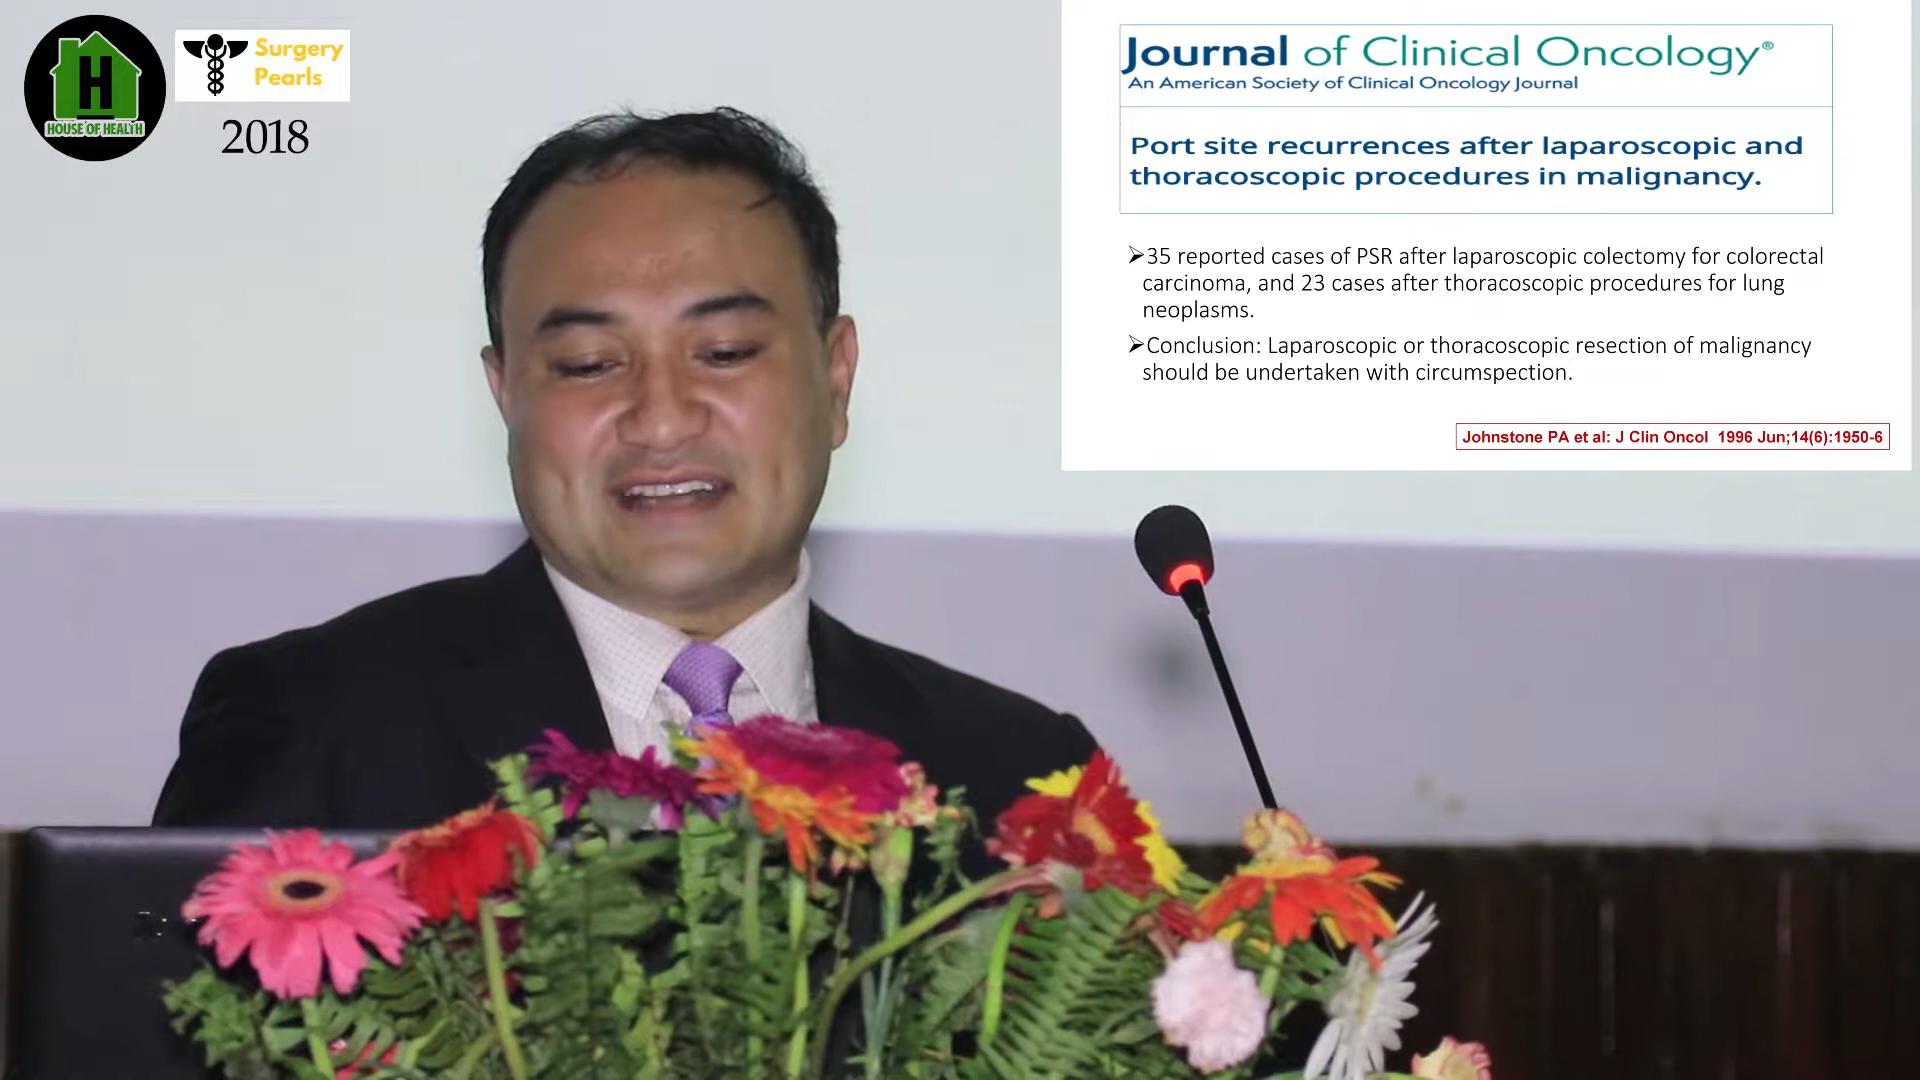 H
HOUSE OF HEALTH
Surgery
Pearls
2018
Journal of Clinical Oncology®
An American Society of Clinical Oncology Journal
Port site recurrences after laparoscopic and
thoracoscopic procedures in malignancy.
➢35 reported cases of PSR after laparoscopic colectomy for colorectal
carcinoma, and 23 cases after thoracoscopic procedures for lung
neoplasms.
➢Conclusion: Laparoscopic or thoracoscopic resection of malignancy
should be undertaken with circumspection.
Johnstone PA et al: J Clin Oncol 1996 Jun;14(6):1950-6